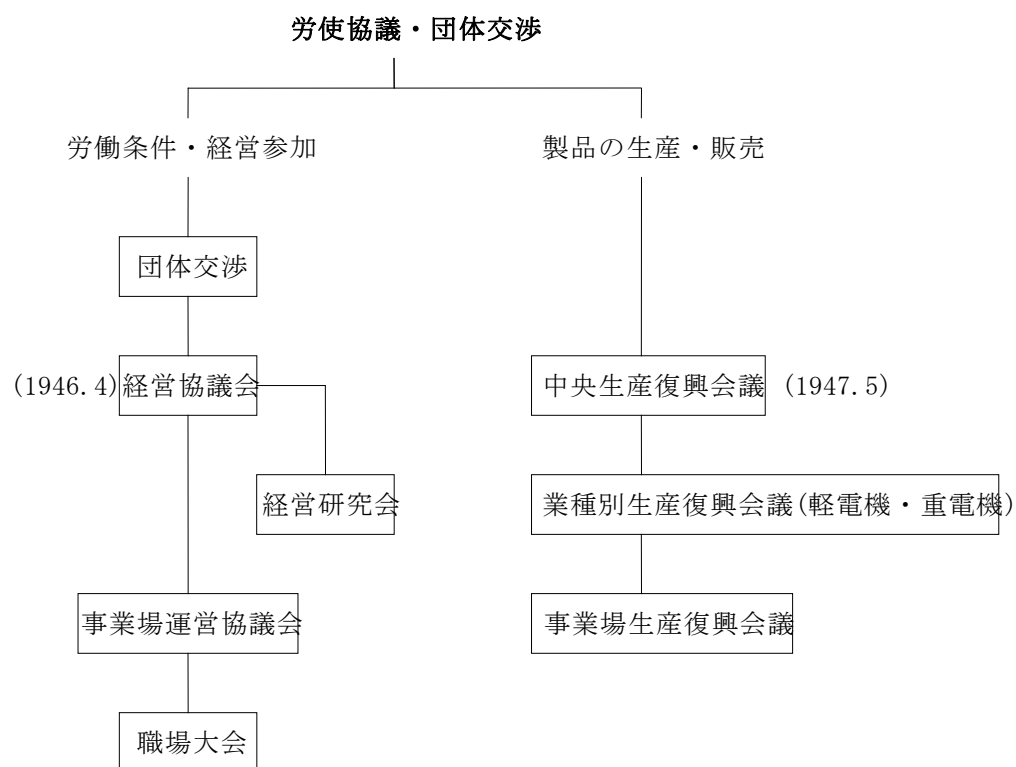 労使協議・団体交渉
労働条件・経営参加
製品の生産・販売
団体交渉
(1946.4)経営協議会
中央生産復興会議 (1947.5)
経営研究会
業種別生産復興会議(軽電機・重電機)
事業場運営協議会
事業場生産復興会議
職場大会